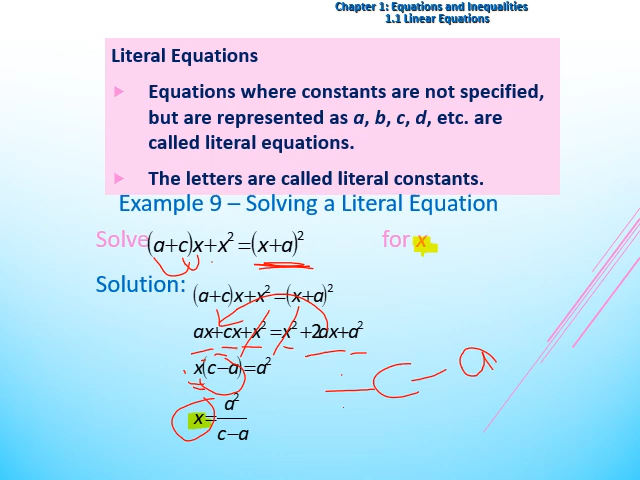 Chapter 1: Equations and Inequalities
1.1 Linear Equations
Literal Equations
Equations where constants are not specified,
but are represented as a, b, c, d, etc. are
called literal equations.
The letters are called literal constants.
Example 9 – Solving a Literal Equation
Solve (a+c)x+x²=(x+a)² for x
Solution:
(a+c)x+x²=(x+a)²
ax+cx+x²=x²+2ax+a²
x(c−a)=a²
x=a²/(c−a)
c−a